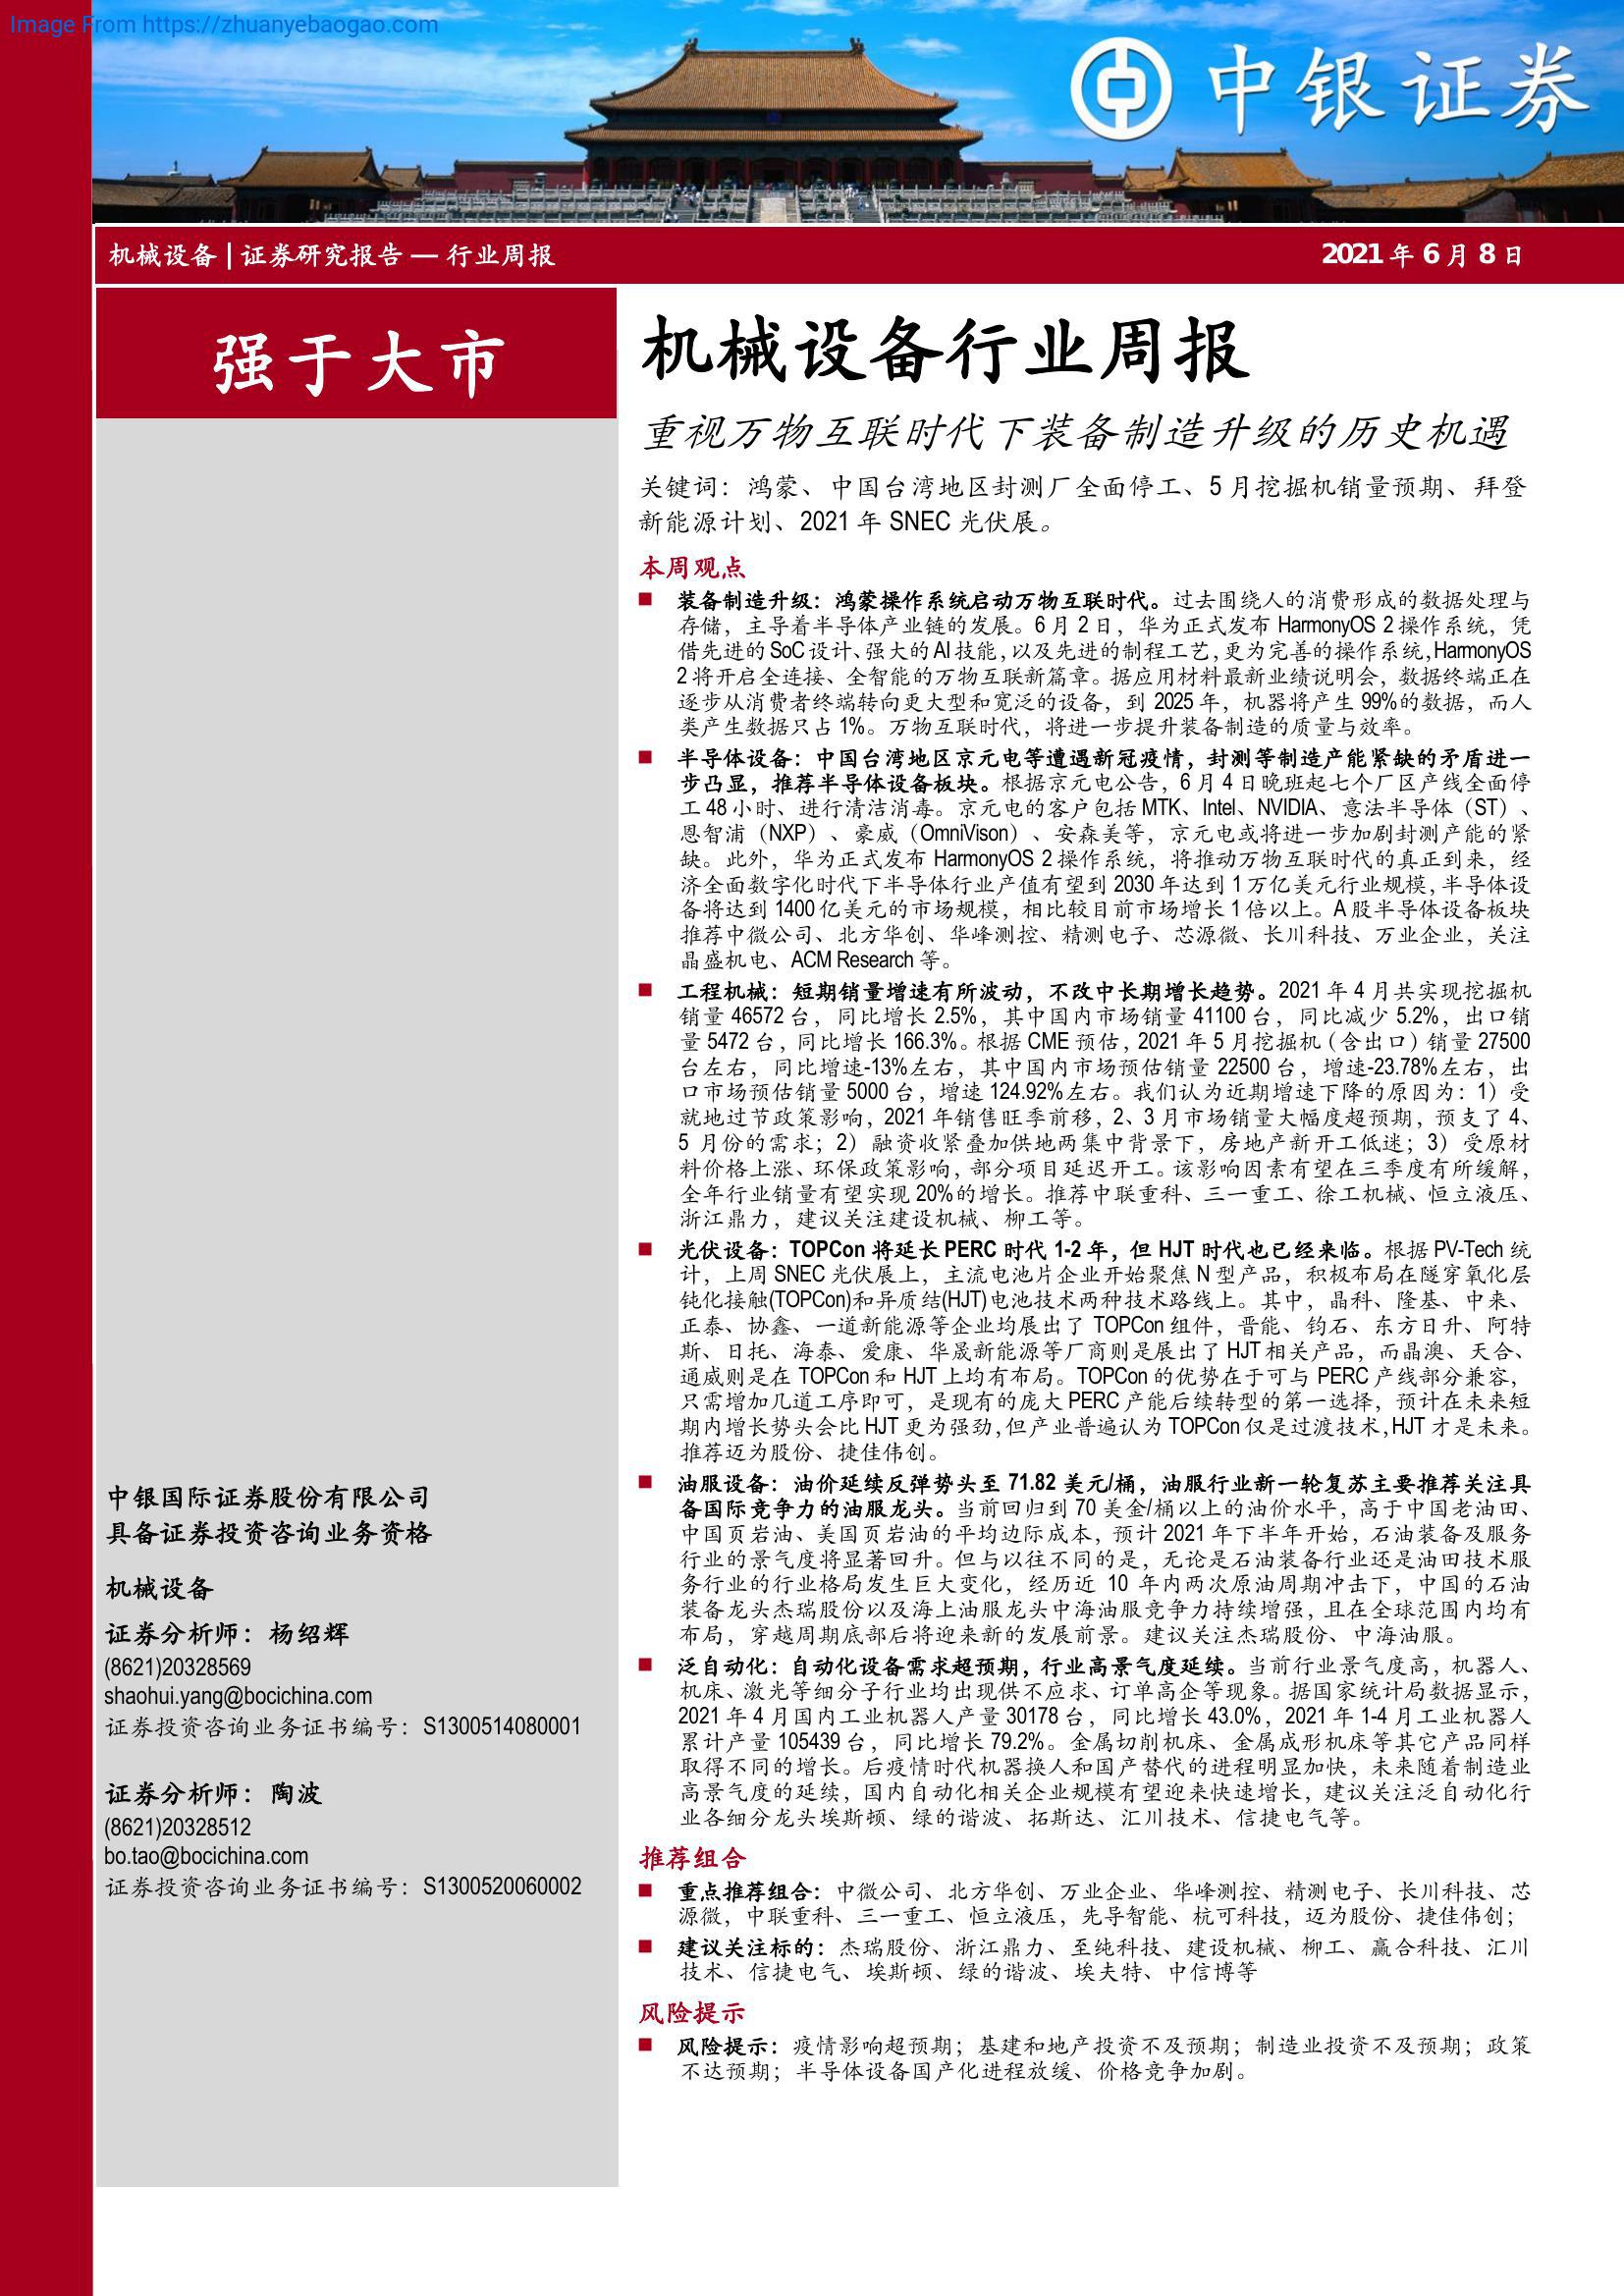 Image From https://zhuanyebaogao.com
中银证券
机械设备 | 证券研究报告 — 行业周报
2021 年 6 月 8 日
强于大市
机械设备行业周报
重视万物互联时代下装备制造升级的历史机遇
关键词：鸿蒙、中国台湾地区封测厂全面停工、5 月挖掘机销量预期、拜登
新能源计划、2021 年 SNEC 光伏展。
本周观点
■ 装备制造升级：鸿蒙操作系统启动万物互联时代。过去围绕人的消费形成的数据处理与
存储，主导着半导体产业链的发展。6 月 2 日，华为正式发布 HarmonyOS 2 操作系统，凭
借先进的 SoC 设计、强大的 AI 技能，以及先进的制程工艺，更为完善的操作系统，HarmonyOS
2 将开启全连接、全智能的万物互联新篇章。据应用材料最新业绩说明会，数据终端正在
逐步从消费者终端转向更大型和宽泛的设备，到 2025 年，机器将产生 99%的数据，而人
类产生数据只占 1%。万物互联时代，将进一步提升装备制造的质量与效率。
■ 半导体设备：中国台湾地区京元电等遭遇新冠疫情，封测等制造产能紧缺的矛盾进一
步凸显，推荐半导体设备板块。根据京元电公告，6 月 4 日晚班起七个厂区产线全面停
工 48 小时、进行清洁消毒。京元电的客户包括 MTK、Intel、NVIDIA、意法半导体（ST）、
恩智浦（NXP）、豪威（OmniVison）、安森美等，京元电或将进一步加剧封测产能的紧
缺。此外，华为正式发布 HarmonyOS 2 操作系统，将推动万物互联时代的真正到来，经
济全面数字化时代下半导体行业产值有望到 2030 年达到 1 万亿美元行业规模，半导体设
备将达到 1400 亿美元的市场规模，相比较目前市场增长 1 倍以上。A 股半导体设备板块
推荐中微公司、北方华创、华峰测控、精测电子、芯源微、长川科技、万业企业，关注
晶盛机电、ACM Research 等。
■ 工程机械：短期销量增速有所波动，不改中长期增长趋势。2021 年 4 月共实现挖掘机
销量 46572 台，同比增长 2.5%，其中国内市场销量 41100 台，同比减少 5.2%，出口销
量 5472 台，同比增长 166.3%。根据 CME 预估，2021 年 5 月挖掘机（含出口）销量 27500
台左右，同比增速-13%左右，其中国内市场预估销量 22500 台，增速-23.78%左右，出
口市场预估销量 5000 台，增速 124.92%左右。我们认为近期增速下降的原因为：1）受
就地过节政策影响，2021 年销售旺季前移，2、3 月市场销量大幅度超预期，预支了 4、
5 月份的需求；2）融资收紧叠加供地两集中背景下，房地产新开工低迷；3）受原材
料价格上涨、环保政策影响，部分项目延迟开工。该影响因素有望在三季度有所缓解，
全年行业销量有望实现 20%的增长。推荐中联重科、三一重工、徐工机械、恒立液压、
浙江鼎力，建议关注建设机械、柳工等。
■ 光伏设备：TOPCon 将延长 PERC 时代 1-2 年，但 HJT 时代也已经来临。根据 PV-Tech 统
计，上周 SNEC 光伏展上，主流电池片企业开始聚焦 N 型产品，积极布局在隧穿氧化层
钝化接触(TOPCon)和异质结(HJT)电池技术两种技术路线上。其中，晶科、隆基、中来、
正泰、协鑫、一道新能源等企业均展出了 TOPCon 组件，晋能、钧石、东方日升、阿特
斯、日托、海泰、爱康、华晟新能源等厂商则是展出了 HJT 相关产品，而晶澳、天合、
通威则是在 TOPCon 和 HJT 上均有布局。TOPCon 的优势在于可与 PERC 产线部分兼容，
只需增加几道工序即可，是现有的庞大 PERC 产能后续转型的第一选择，预计在未来短
期内增长势头会比 HJT 更为强劲，但产业普遍认为 TOPCon 仅是过渡技术，HJT 才是未来。
推荐迈为股份、捷佳伟创。
■ 油服设备：油价延续反弹势头至 71.82 美元/桶，油服行业新一轮复苏主要推荐关注具
备国际竞争力的油服龙头。当前回归到 70 美金/桶以上的油价水平，高于中国老油田、
中国页岩油、美国页岩油的平均边际成本，预计 2021 年下半年开始，石油装备及服务
行业的景气度将显著回升。但与以往不同的是，无论是石油装备行业还是油田技术服
务行业的行业格局发生巨大变化，经历近 10 年内两次原油周期冲击下，中国的石油
装备龙头杰瑞股份以及海上油服龙头中海油服竞争力持续增强，且在全球范围内均有
布局，穿越周期底部后将迎来新的发展前景。建议关注杰瑞股份、中海油服。
■ 泛自动化：自动化设备需求超预期，行业高景气度延续。当前行业景气度高，机器人、
机床、激光等细分子行业均出现供不应求、订单高企等现象。据国家统计局数据显示，
2021 年 4 月国内工业机器人产量 30178 台，同比增长 43.0%，2021 年 1-4 月工业机器人
累计产量 105439 台，同比增长 79.2%。金属切削机床、金属成形机床等其它产品同样
取得不同的增长。后疫情时代机器换人和国产替代的进程明显加快，未来随着制造业
高景气度的延续，国内自动化相关企业规模有望迎来快速增长，建议关注泛自动化行
业各细分龙头埃斯顿、绿的谐波、拓斯达、汇川技术、信捷电气等。
推荐组合
■ 重点推荐组合：中微公司、北方华创、万业企业、华峰测控、精测电子、长川科技、芯
源微，中联重科、三一重工、恒立液压，先导智能、杭可科技，迈为股份、捷佳伟创；
■ 建议关注标的：杰瑞股份、浙江鼎力、至纯科技、建设机械、柳工、赢合科技、汇川
技术、信捷电气、埃斯顿、绿的谐波、埃夫特、中信博等
风险提示
■ 风险提示：疫情影响超预期；基建和地产投资不及预期；制造业投资不及预期；政策
不达预期；半导体设备国产化进程放缓、价格竞争加剧。
中银国际证券股份有限公司
具备证券投资咨询业务资格
机械设备
证券分析师：杨绍辉
(8621)20328569
shaohui.yang@bocichina.com
证券投资咨询业务证书编号：S1300514080001
证券分析师：陶波
(8621)20328512
bo.tao@bocichina.com
证券投资咨询业务证书编号：S1300520060002